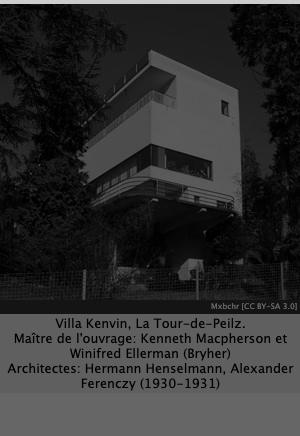 Mxbchr [CC BY-SA 3.0]
Villa Kenvin, La Tour-de-Peilz.
Maître de l'ouvrage: Kenneth Macpherson et
Winifred Ellerman (Bryher)
Architectes: Hermann Henselmann, Alexander
Ferenczy (1930-1931)